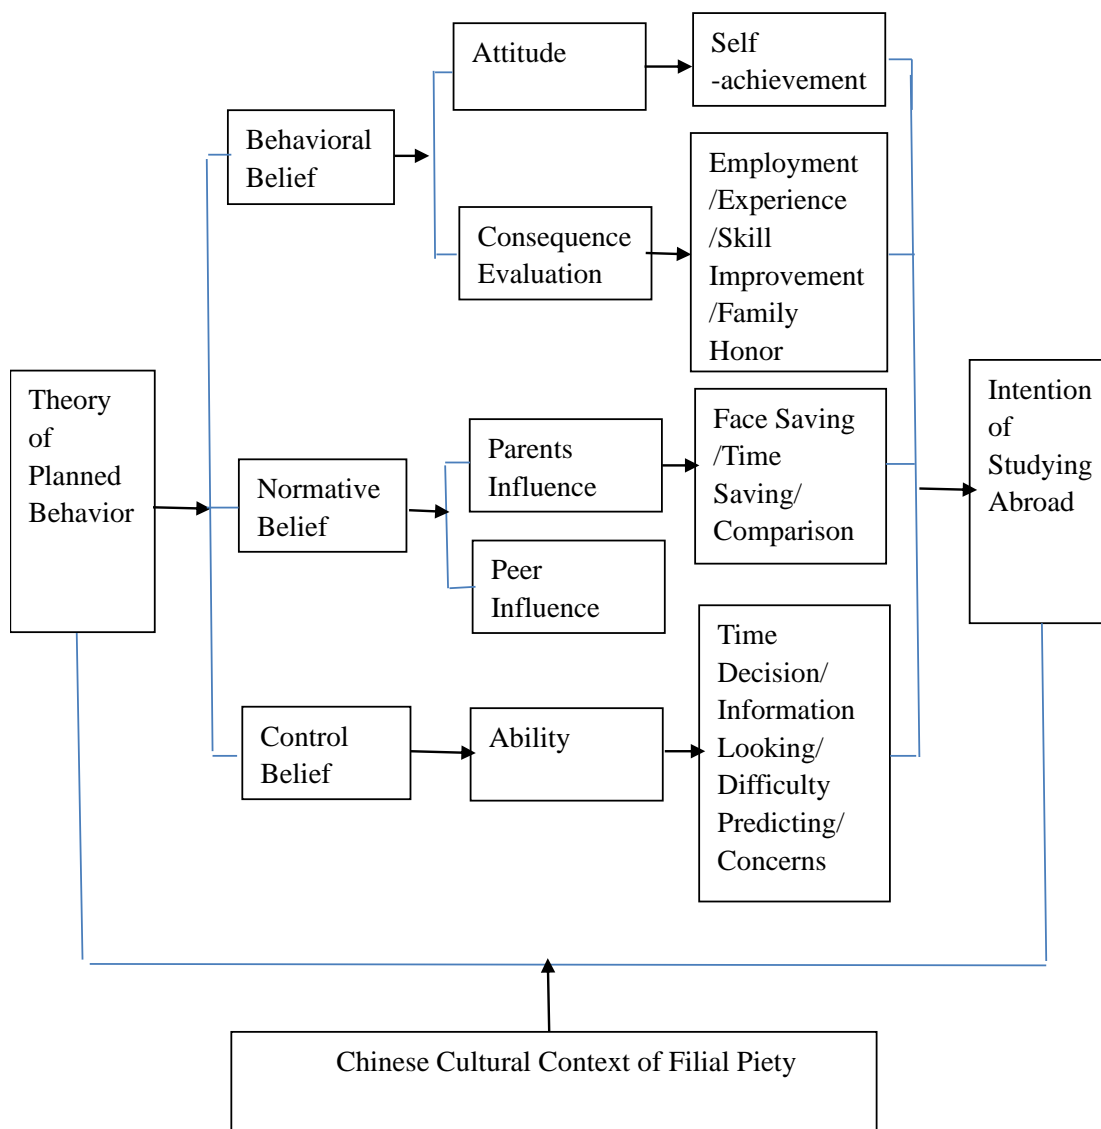 Attitude
Self
-achievement
Behavioral
Belief
Employment
/Experience
/Skill
Improvement
/Family
Honor
Consequence
Evaluation
Theory
of
Planned
Behavior
Normative
Belief
Parents
Influence
Face Saving
/Time
Saving/
Comparison
Intention
of
Studying
Abroad
Peer
Influence
Control
Belief
Ability
Time
Decision/
Information
Looking/
Difficulty
Predicting/
Concerns
Chinese Cultural Context of Filial Piety